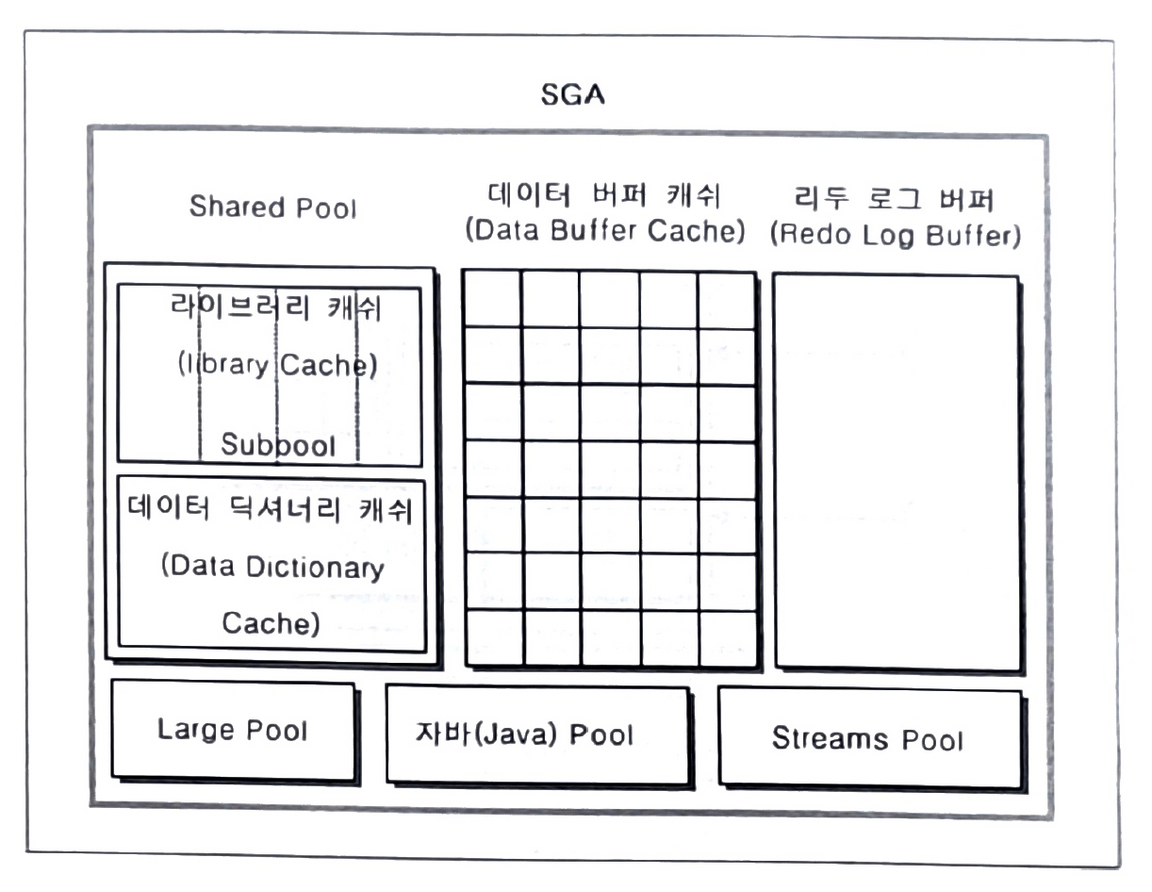 SGA
Shared Pool
데이터 버퍼 캐쉬
(Data Buffer Cache)
리두 로그 버퍼
(Redo Log Buffer)
라이브러리 캐쉬
(library Cache)
Subpool
데이터 딕셔너리 캐쉬
(Data Dictionary
Cache)
Large Pool
자바(Java) Pool
Streams Pool